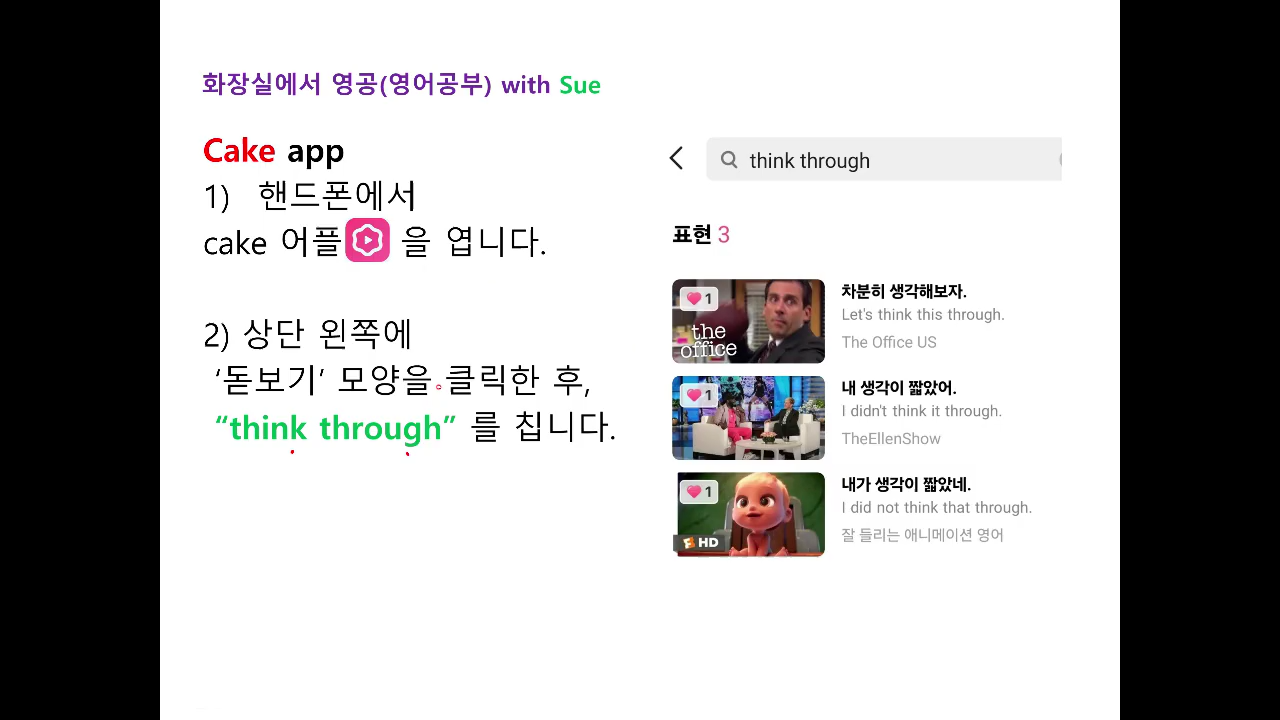 화장실에서 영공(영어공부) with Sue
Cake app
1) 핸드폰에서
cake 어플 을 엽니다.
2) 상단 왼쪽에
‘돋보기’ 모양을 클릭한 후,
“think through” 를 칩니다.
think through
표현 3
1
the office
차분히 생각해보자.
Let's think this through.
The Office US
1
내 생각이 짧았어.
I didn't think it through.
TheEllenShow
1
HD
내가 생각이 짧았네.
I did not think that through.
잘 들리는 애니메이션 영어